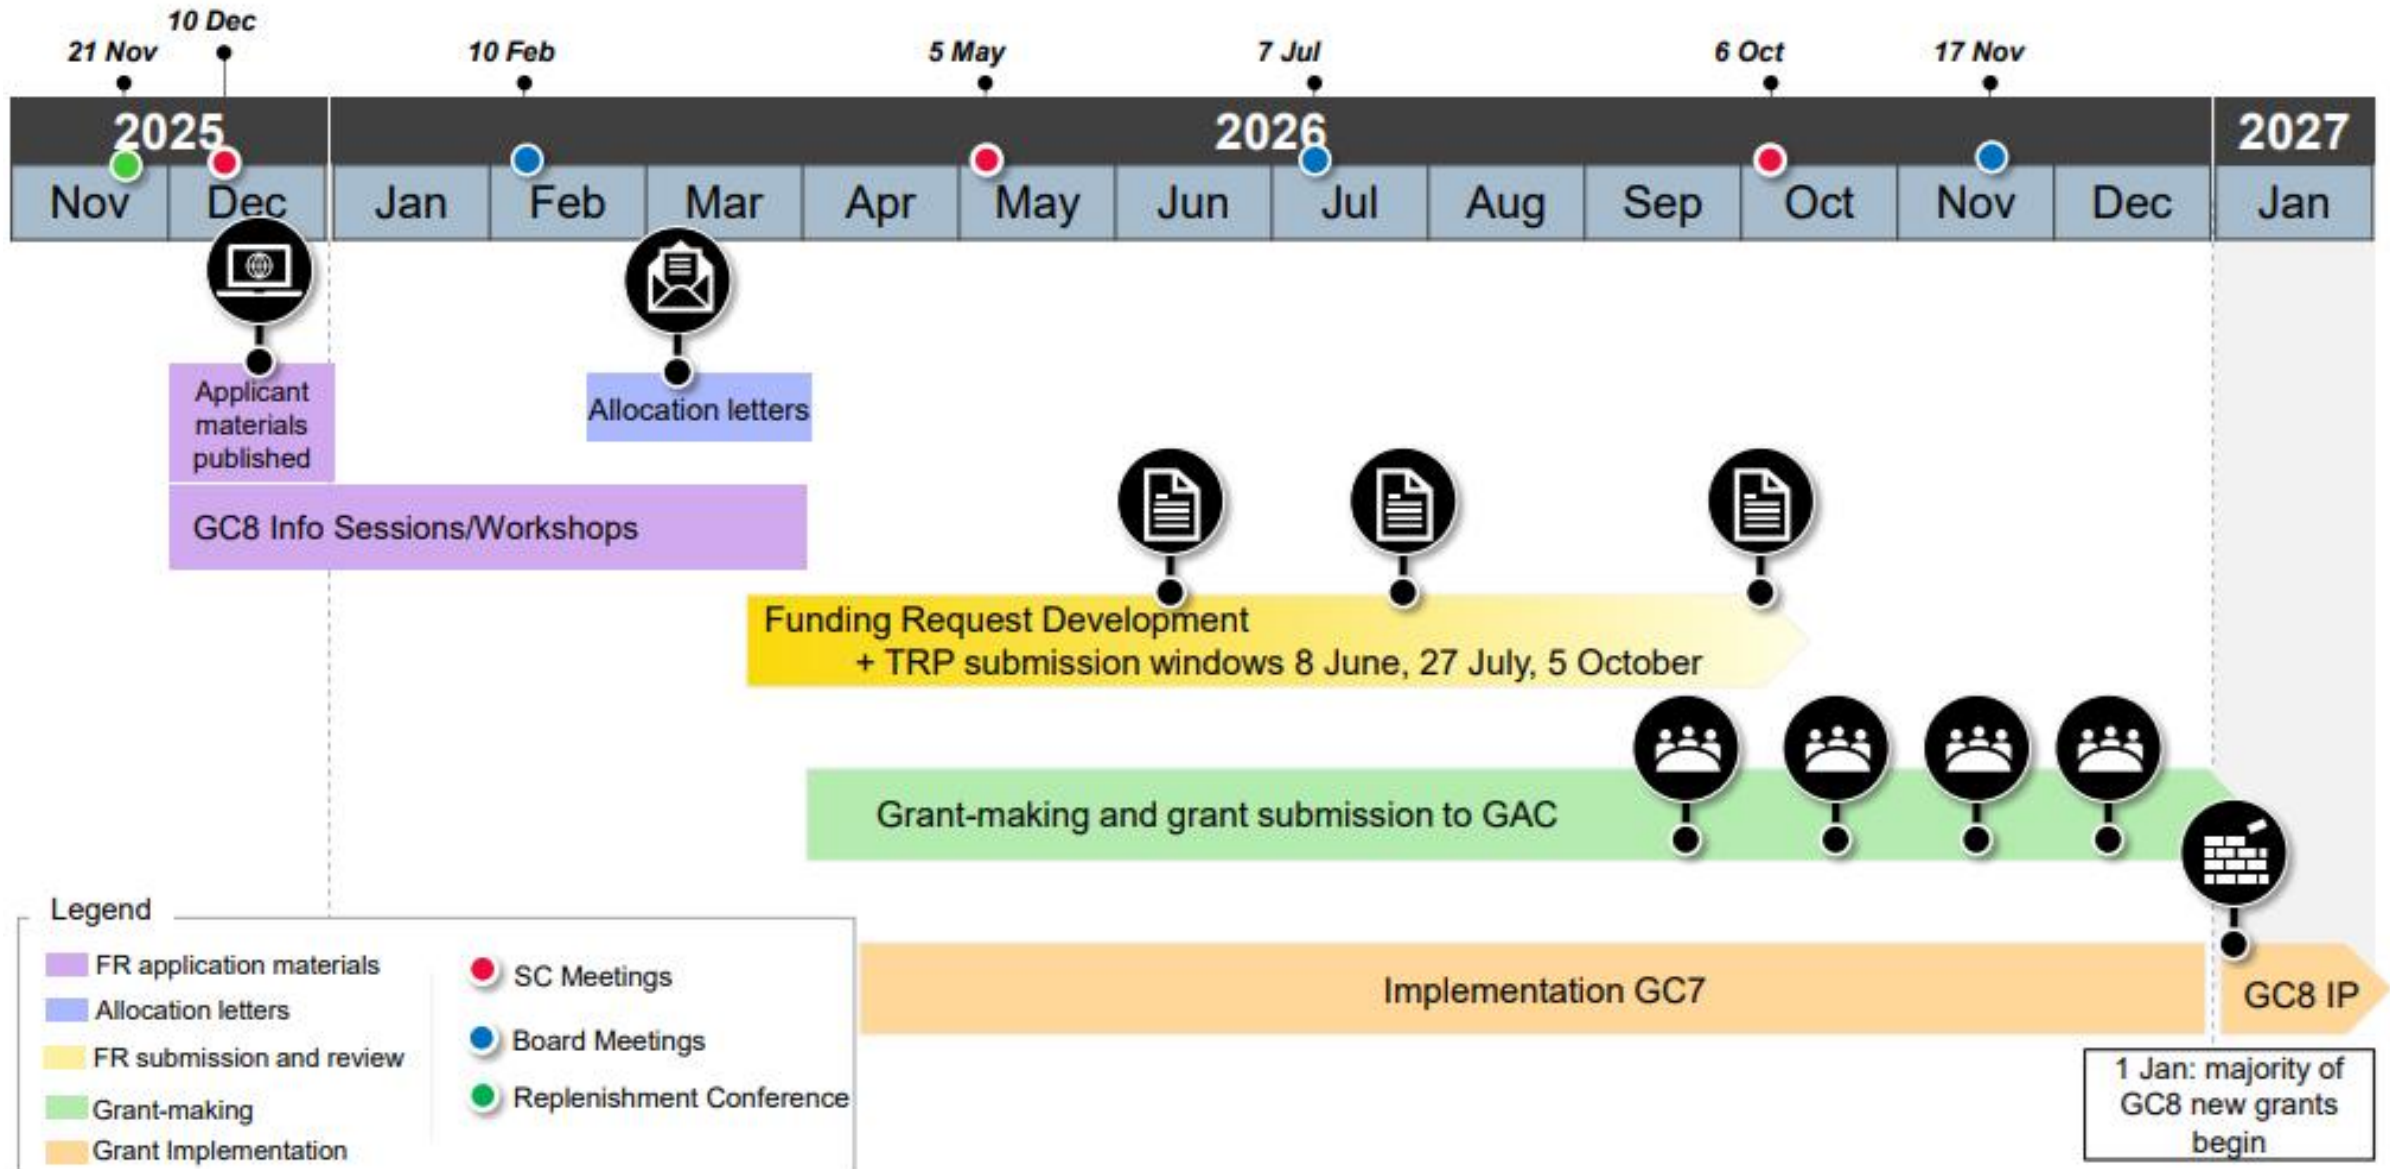 10 Dec
21 Nov
10 Feb
5 May
7 Jul
6 Oct
17 Nov
2025
2026
2027
Nov
Dec
Jan
Feb
Mar
Apr
May
Jun
Jul
Aug
Sep
Oct
Nov
Dec
Jan
Applicant
materials
published
Allocation letters
GC8 Info Sessions/Workshops
Funding Request Development
+ TRP submission windows 8 June, 27 July, 5 October
Grant-making and grant submission to GAC
Implementation GC7
GC8 IP
1 Jan: majority of
GC8 new grants
begin
Legend
FR application materials
Allocation letters
FR submission and review
Grant-making
Grant Implementation
SC Meetings
Board Meetings
Replenishment Conference